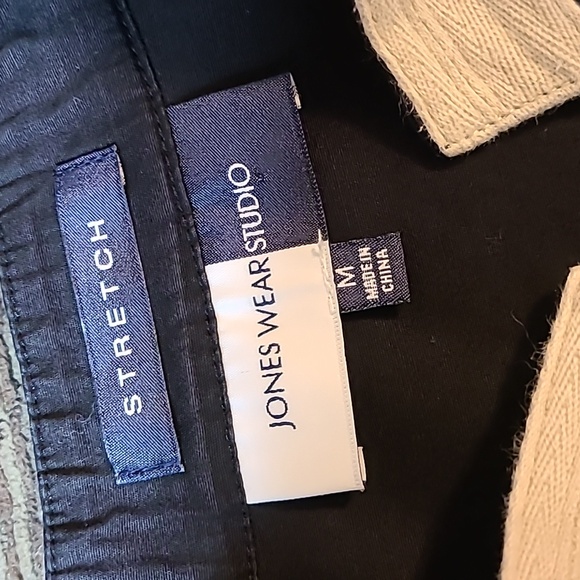 STRETCH
JONES WEAR STUDIO
M
MADE IN
CHINA